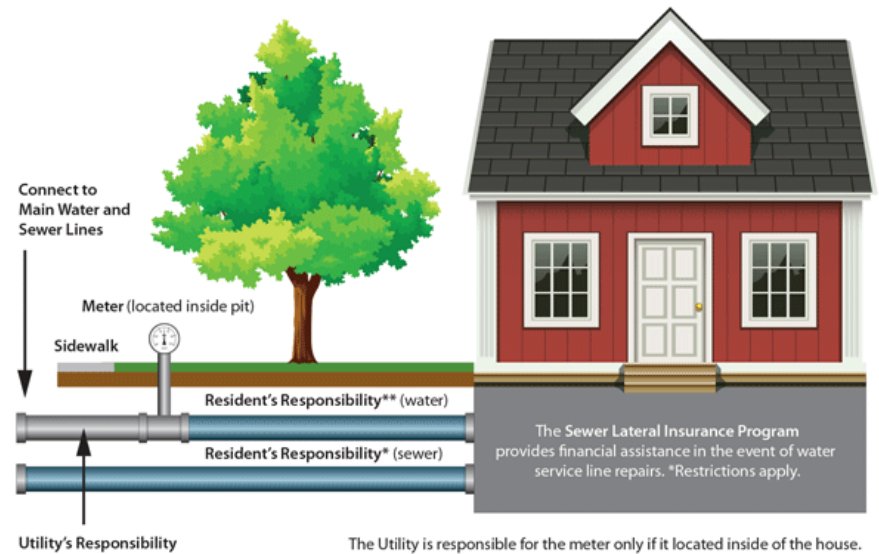 Connect to
Main Water and
Sewer Lines
Meter (located inside pit)
Sidewalk
Resident's Responsibility** (water)
Resident's Responsibility* (sewer)
The Sewer Lateral Insurance Program
provides financial assistance in the event of water
service line repairs. *Restrictions apply.
Utility's Responsibility
The Utility is responsible for the meter only if it located inside of the house.